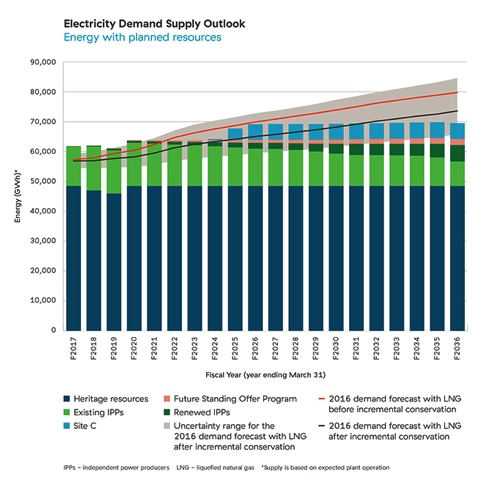 Electricity Demand Supply Outlook
Energy with planned resources
90,000
80,000
70,000
60,000
50,000
40,000
30,000
20,000
10,000
0
Energy (GWh)*
F2017
F2018
F2019
F2020
F2021
F2022
F2023
F2024
F2025
F2026
F2027
F2028
F2029
F2030
F2031
F2032
F2033
F2034
F2035
F2036
Fiscal Year (year ending March 31)
Heritage resources
Existing IPPs
Site C
Future Standing Offer Program
Renewed IPPs
Uncertainty range for the
2016 demand forecast with LNG
after incremental conservation
2016 demand forecast with LNG
before incremental conservation
2016 demand forecast with LNG
after incremental conservation
IPPs – independent power producers LNG – liquefied natural gas *Supply is based on expected plant operation